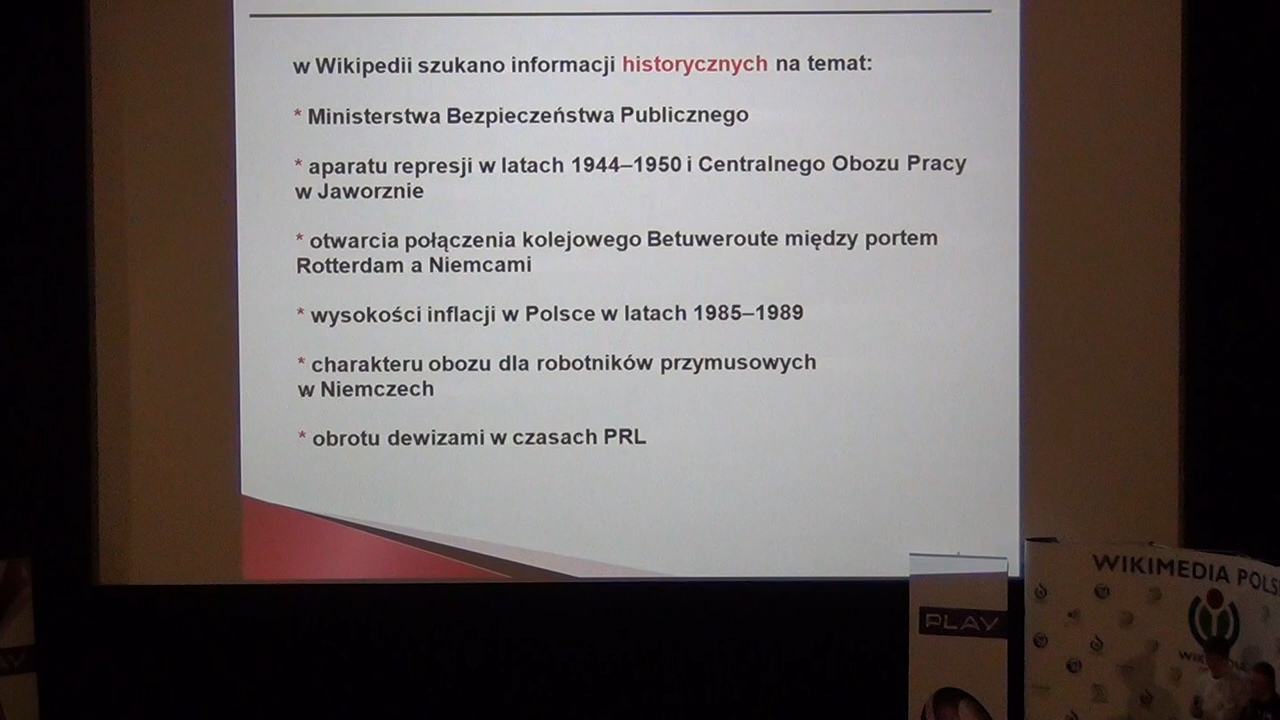 w Wikipedii szukano informacji historycznych na temat:
* Ministerstwa Bezpieczeństwa Publicznego
* aparatu represji w latach 1944–1950 i Centralnego Obozu Pracy
w Jaworznie
* otwarcia połączenia kolejowego Betuweroute między portem
Rotterdam a Niemcami
* wysokości inflacji w Polsce w latach 1985–1989
* charakteru obozu dla robotników przymusowych
w Niemczech
* obrotu dewizami w czasach PRL
WIKIMEDIA POLS
PLAY